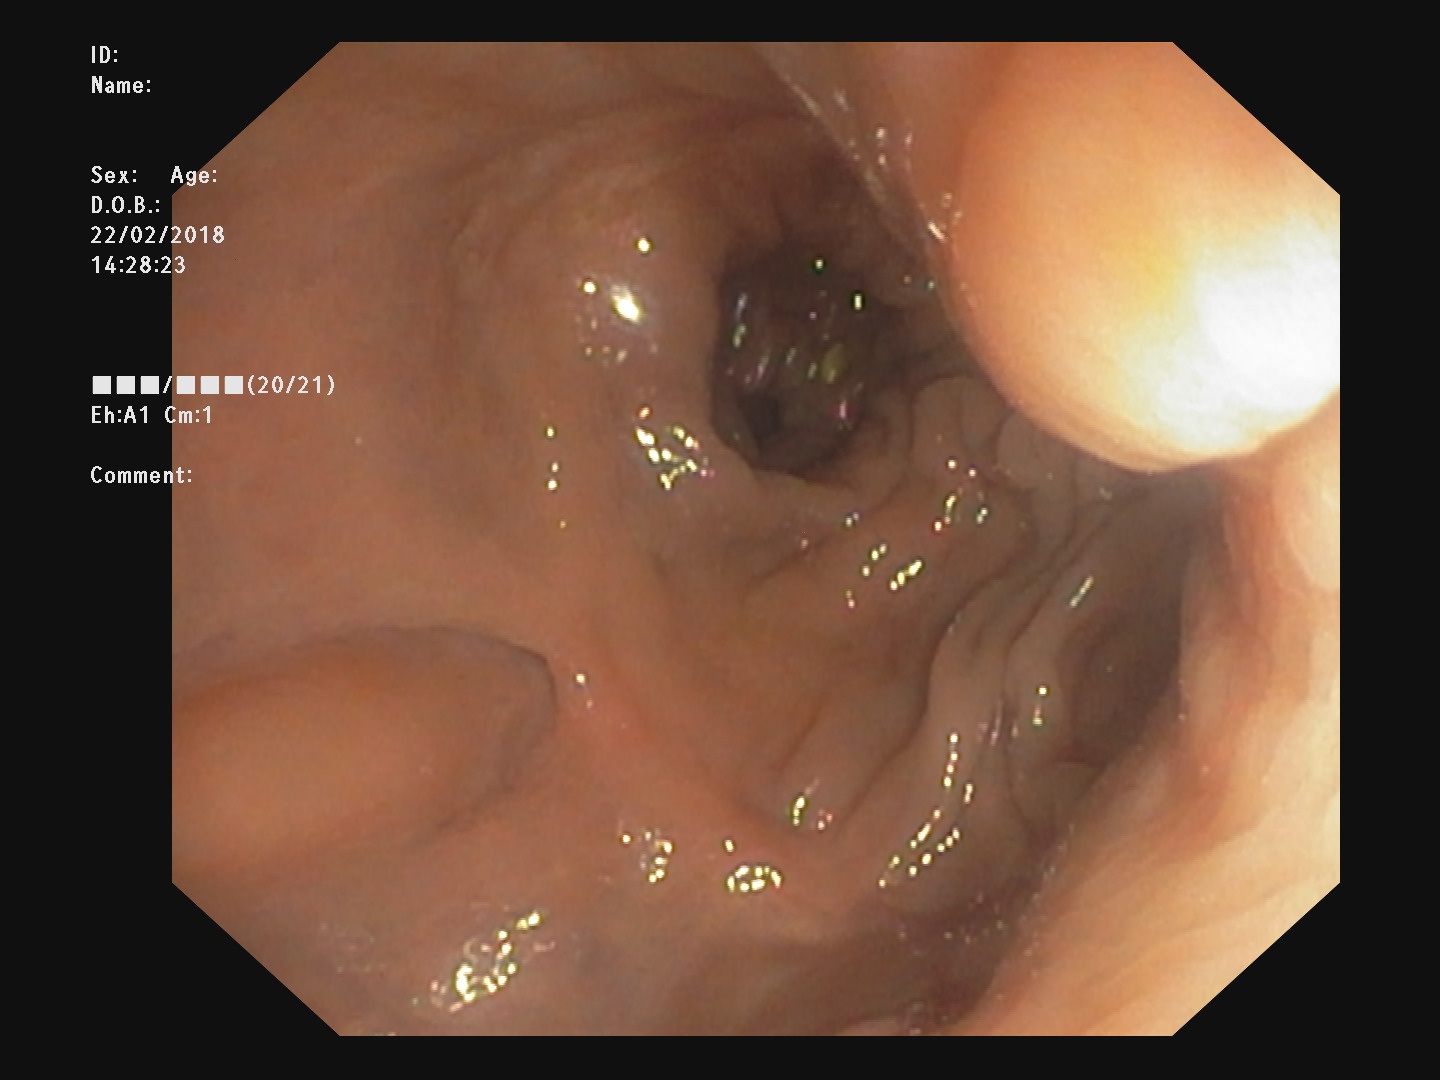 ID:
Name:
Sex: Age:
D.O.B.:
22/02/2018
14:28:23
■■■/■■■(20/21)
Eh:A1 Cm:1
Comment: